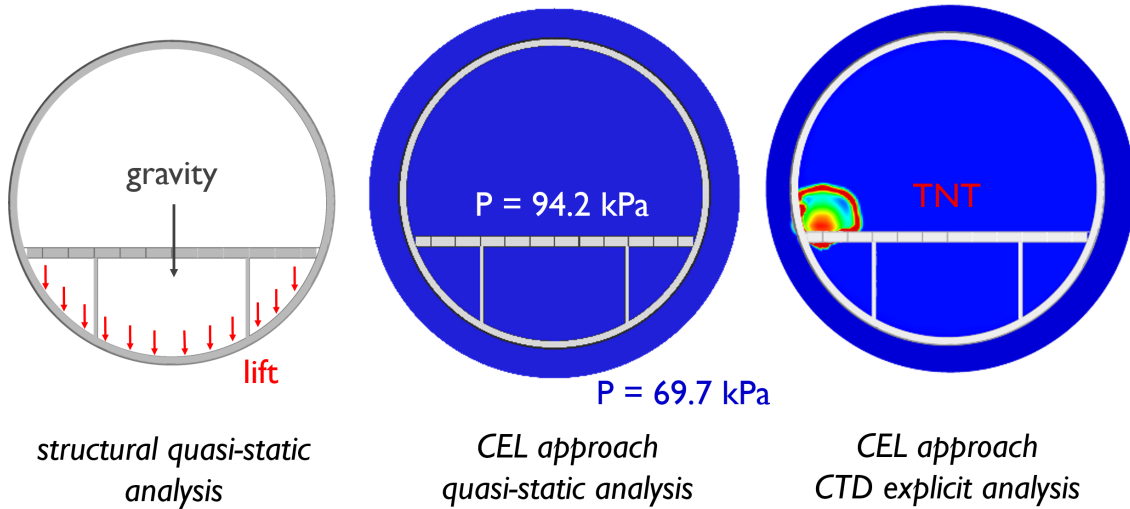 gravity
lift
structural quasi-static
analysis
P = 94.2 kPa
P = 69.7 kPa
CEL approach
quasi-static analysis
TNT
CEL approach
CTD explicit analysis